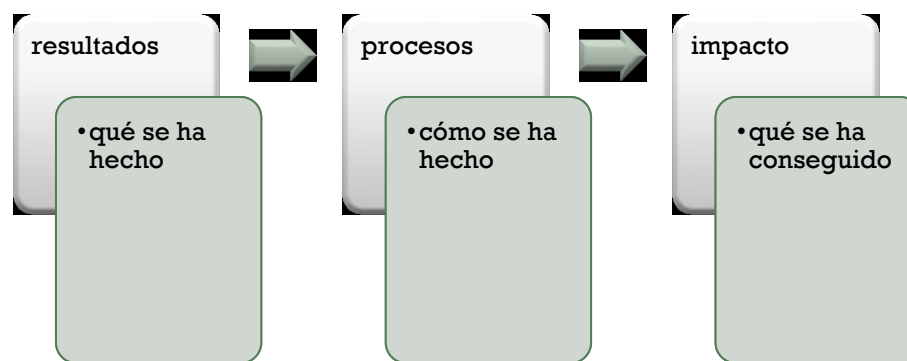 resultados
•qué se ha
hecho
procesos
•cómo se ha
hecho
impacto
•qué se ha
conseguido